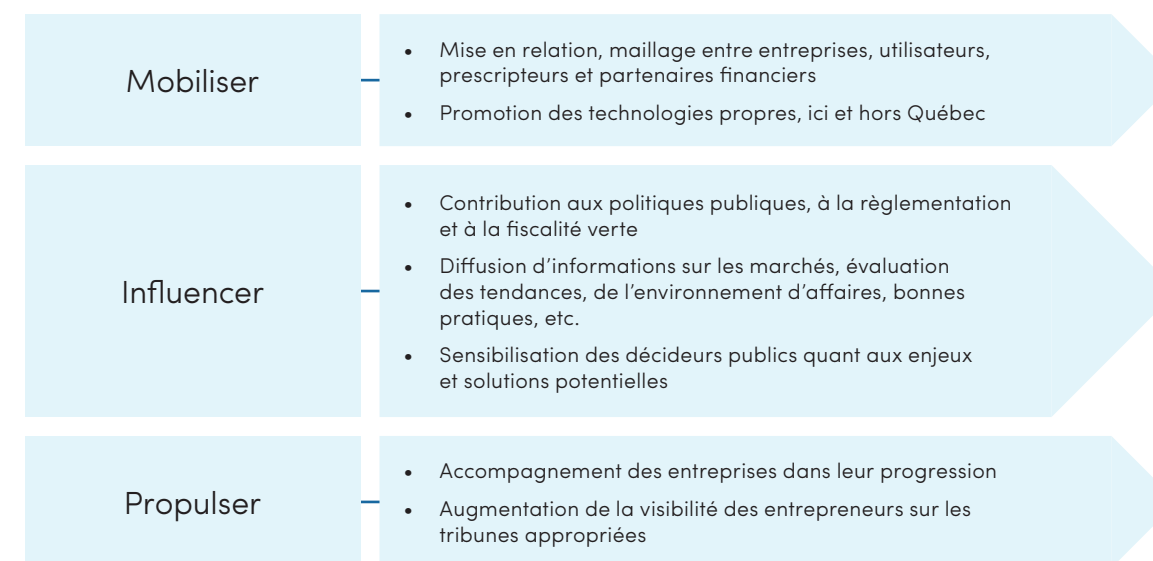 Mobiliser
• Mise en relation, maillage entre entreprises, utilisateurs,
prescripteurs et partenaires financiers
• Promotion des technologies propres, ici et hors Québec
Influencer
• Contribution aux politiques publiques, à la règlementation
et à la fiscalité verte
• Diffusion d’informations sur les marchés, évaluation
des tendances, de l’environnement d’affaires, bonnes
pratiques, etc.
• Sensibilisation des décideurs publics quant aux enjeux
et solutions potentielles
Propulser
• Accompagnement des entreprises dans leur progression
• Augmentation de la visibilité des entrepreneurs sur les
tribunes appropriées